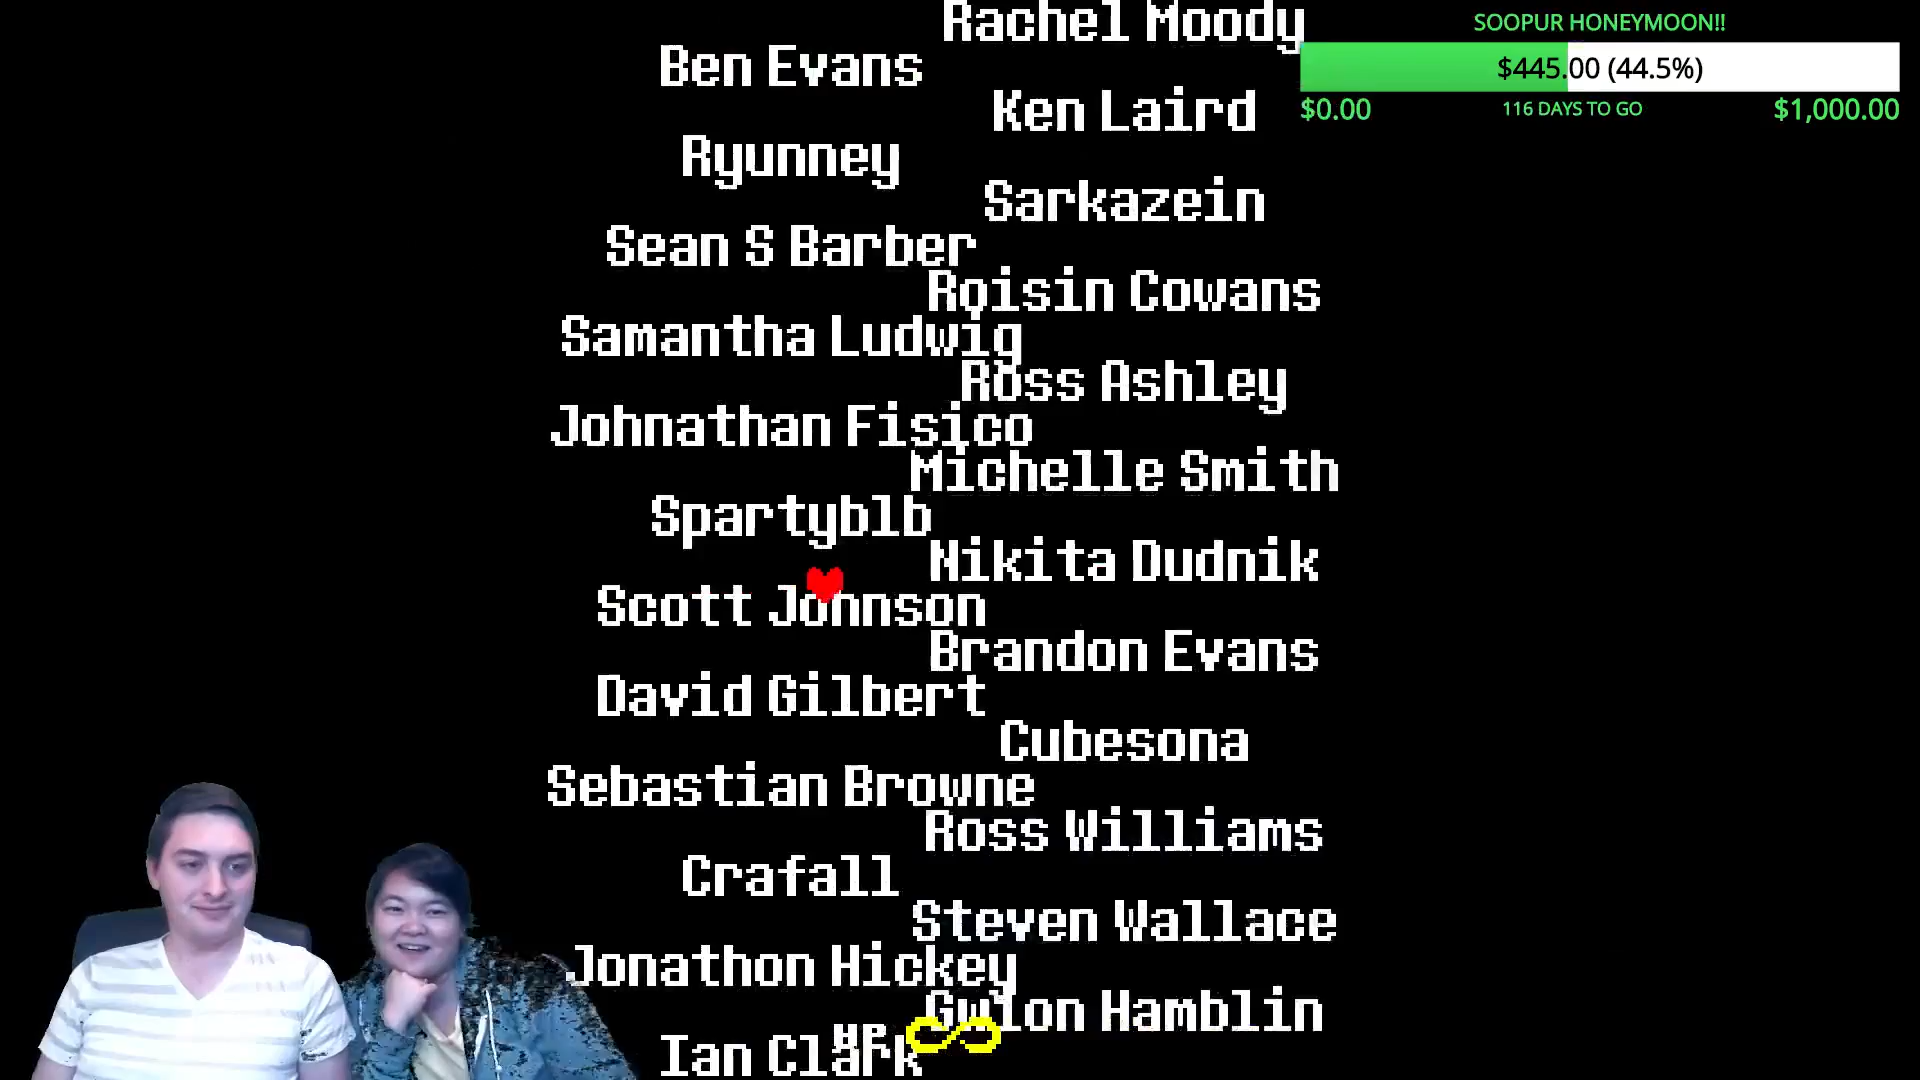 Rachel Moody
SOOPUR HONEYMOON!!
Ben Evans
$445.00 (44.5%)
Ken Laird
$0.00
116 DAYS TO GO
$1,000.00
Ryunney
Sarkazein
Sean S Barber
Roisin Cowans
Samantha Ludwig
Ross Ashley
Johnathan Fisico
Michelle Smith
Spartyblb
Nikita Dudnik
Scott Johnson
Brandon Evans
David Gilbert
Cubesona
Sebastian Browne
Ross Williams
Crafall
Steven Wallace
Jonathon Hickey
Gwion Hamblin
HP ∞
Ian Clark